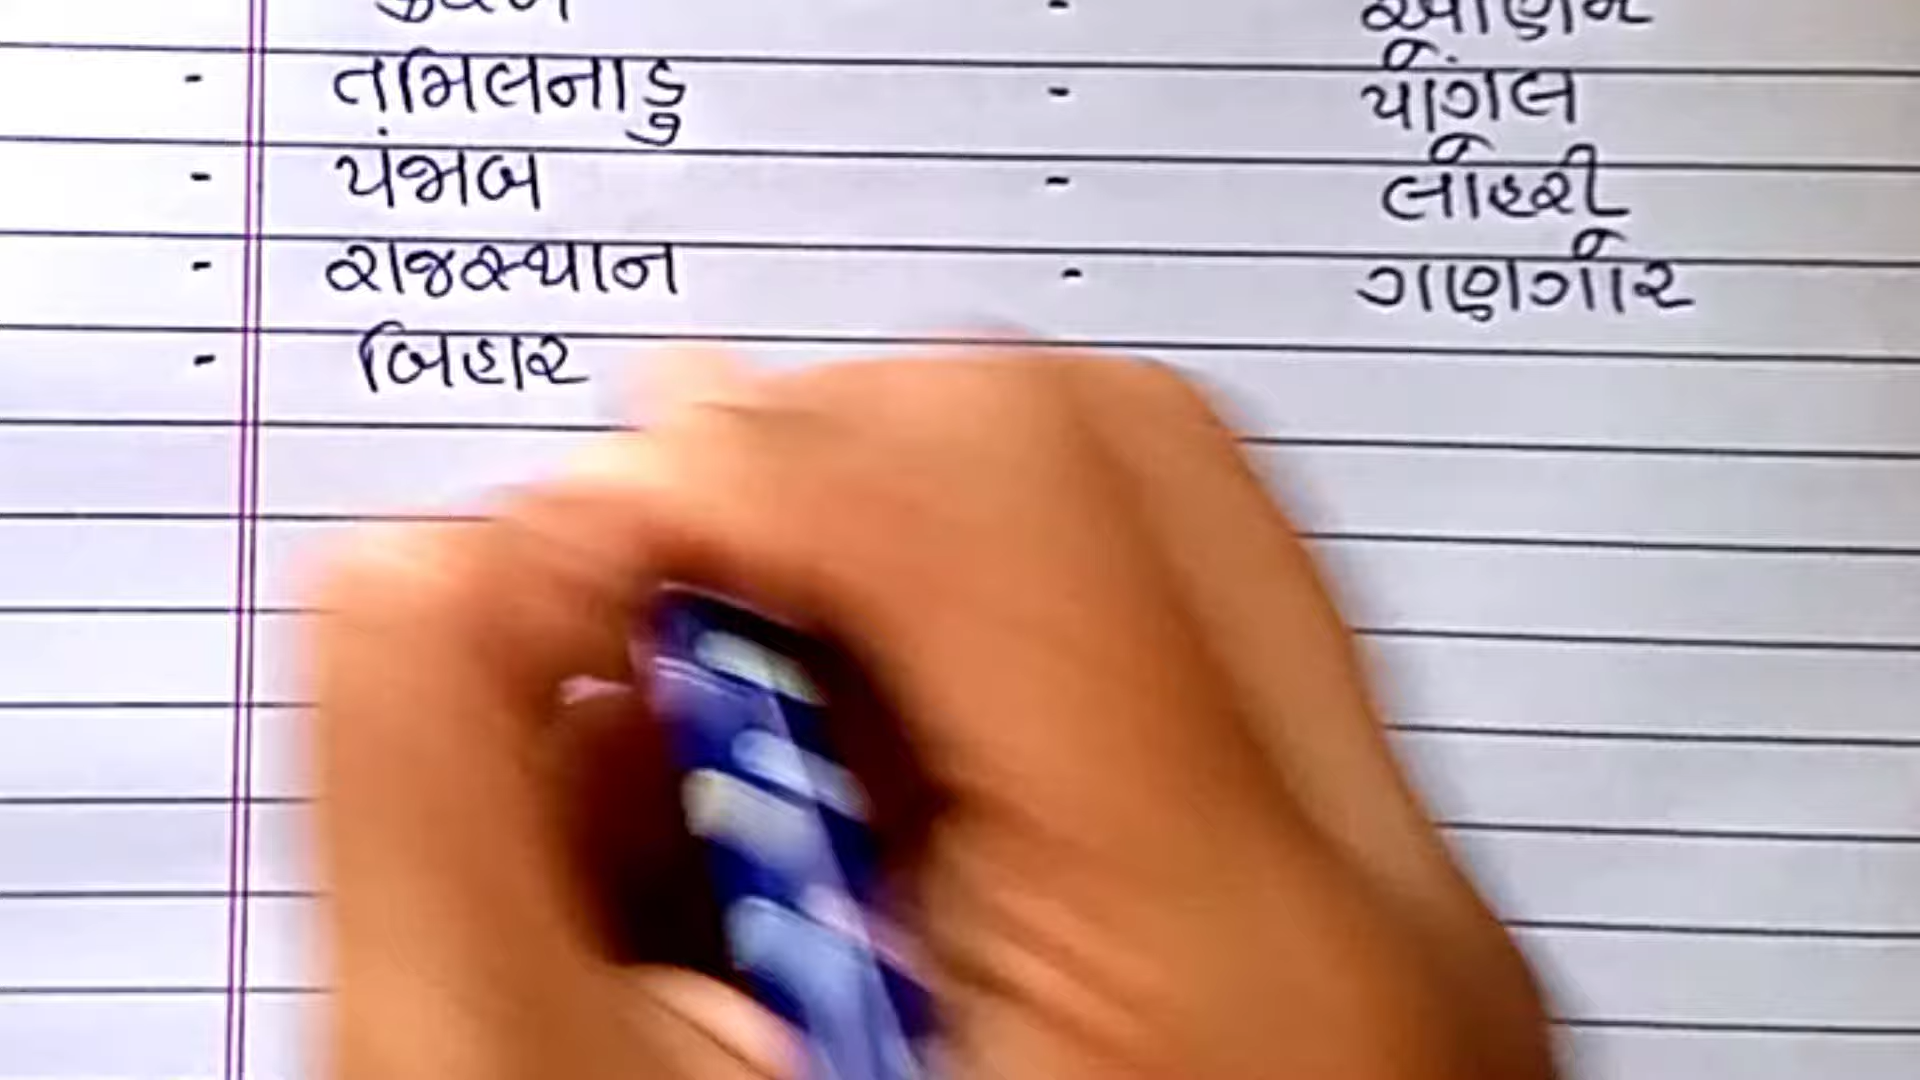 - તમિલનાડુ - પોંગલ
- પંજાબ - લોહરી
- રાજસ્થાન - ગણગૌર
- બિહાર